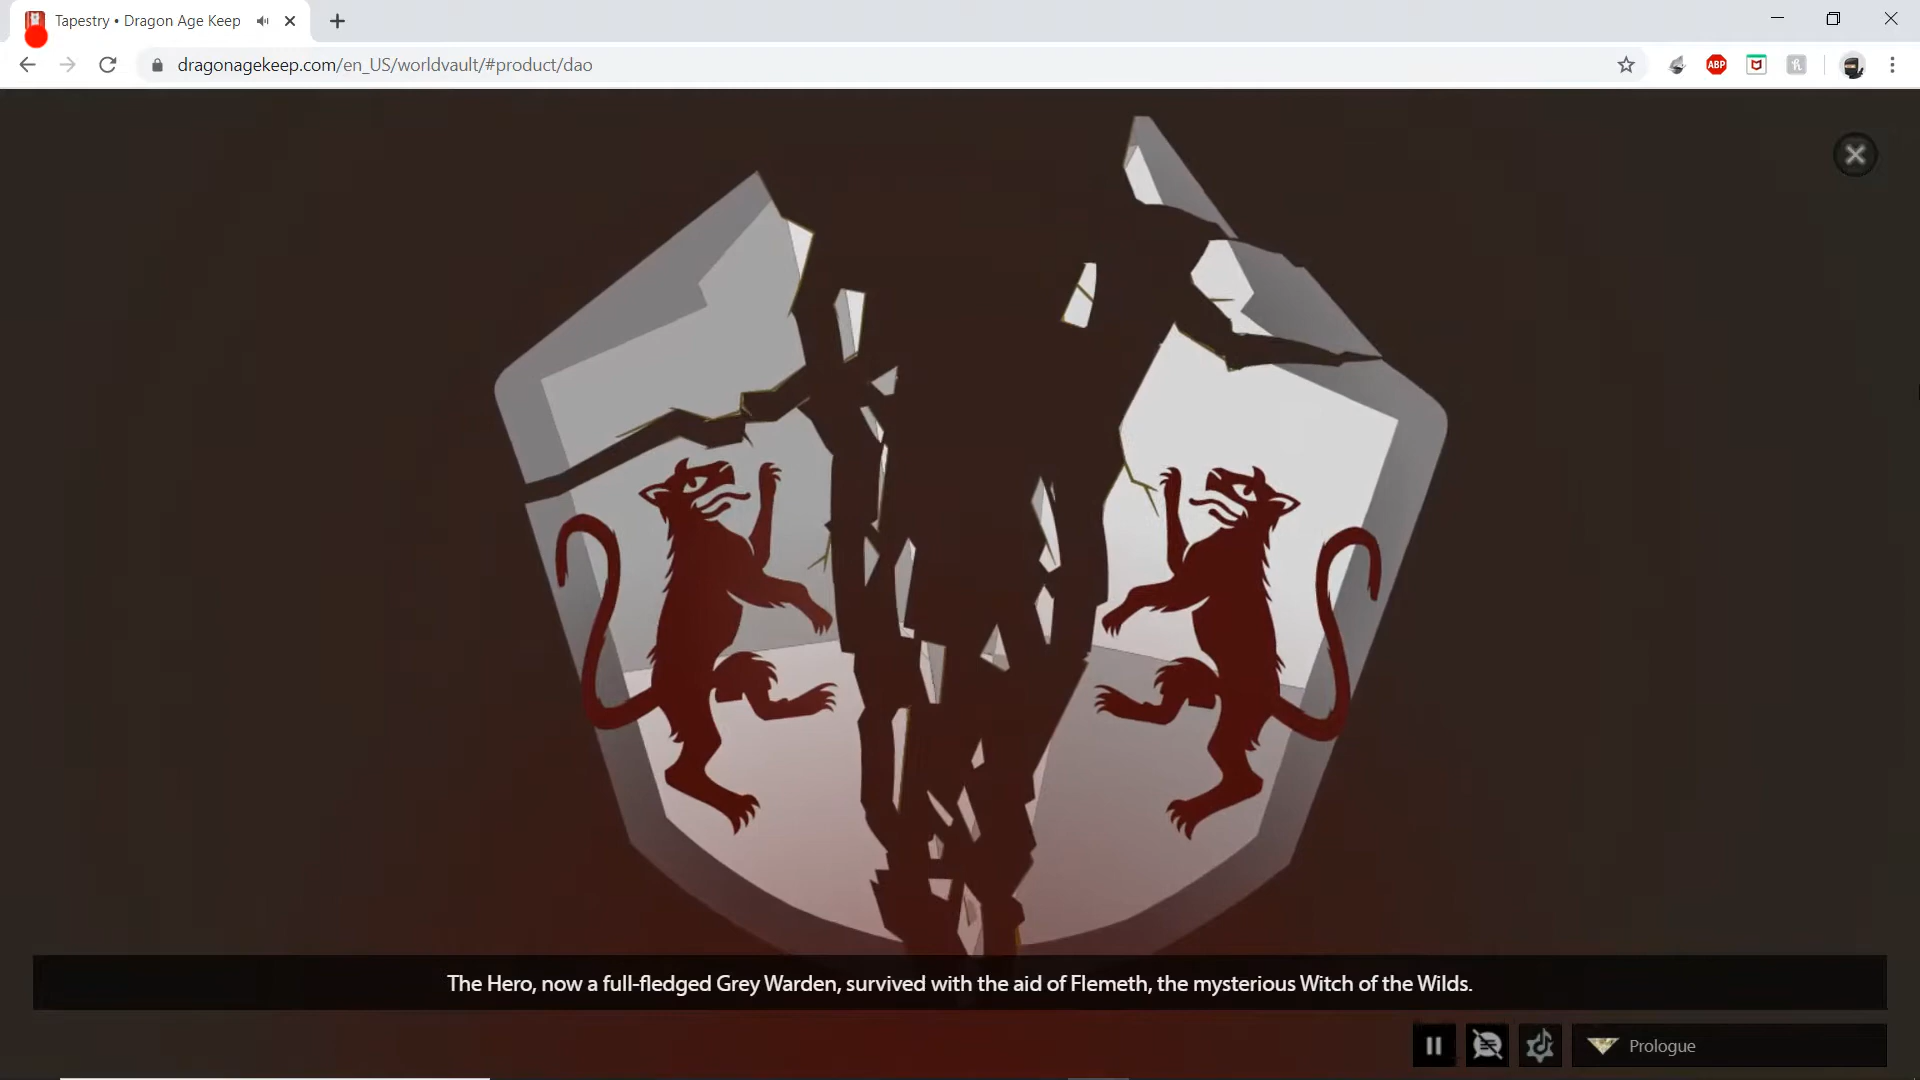 Tapestry • Dragon Age Keep
dragonagekeep.com/en_US/worldvault/#product/dao
ABP
The Hero, now a full-fledged Grey Warden, survived with the aid of Flemeth, the mysterious Witch of the Wilds.
Prologue